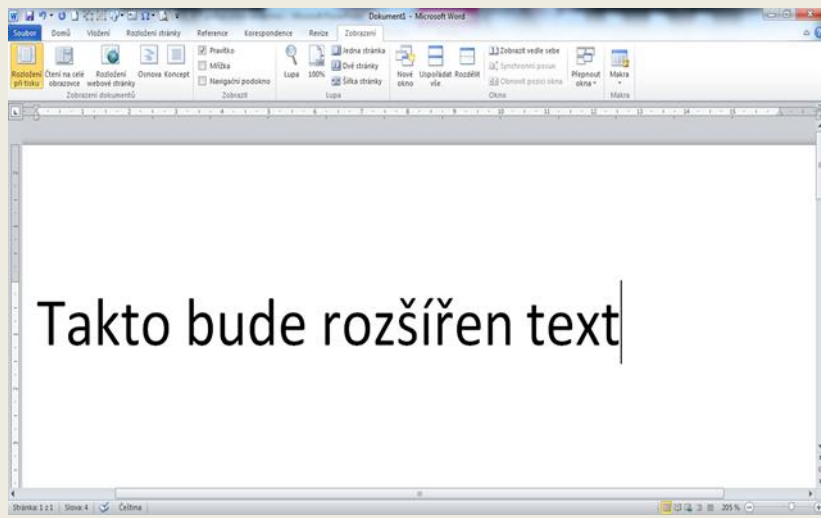 Dokument1 - Microsoft Word
Soubor Domů Vložení Rozložení stránky Reference Korespondence Revize Zobrazení
Rozložení při tisku
Čtení na celé obrazovce
Rozložení webové stránky
Osnova
Koncept
Zobrazení dokumentů
Pravítko
Mřížka
Navigační podokno
Zobrazit
Lupa
100%
Jedna stránka
Dvě stránky
Šířka stránky
Lupa
Nové okno
Uspořádat vše
Rozdělit
Zobrazit vedle sebe
Synchronní posuv
Obnovit pozici okna
Přepnout okna
Okno
Makra
Makra
Takto bude rozšířen text
Stránka: 1 z 1 Slova: 4 Čeština 205 %